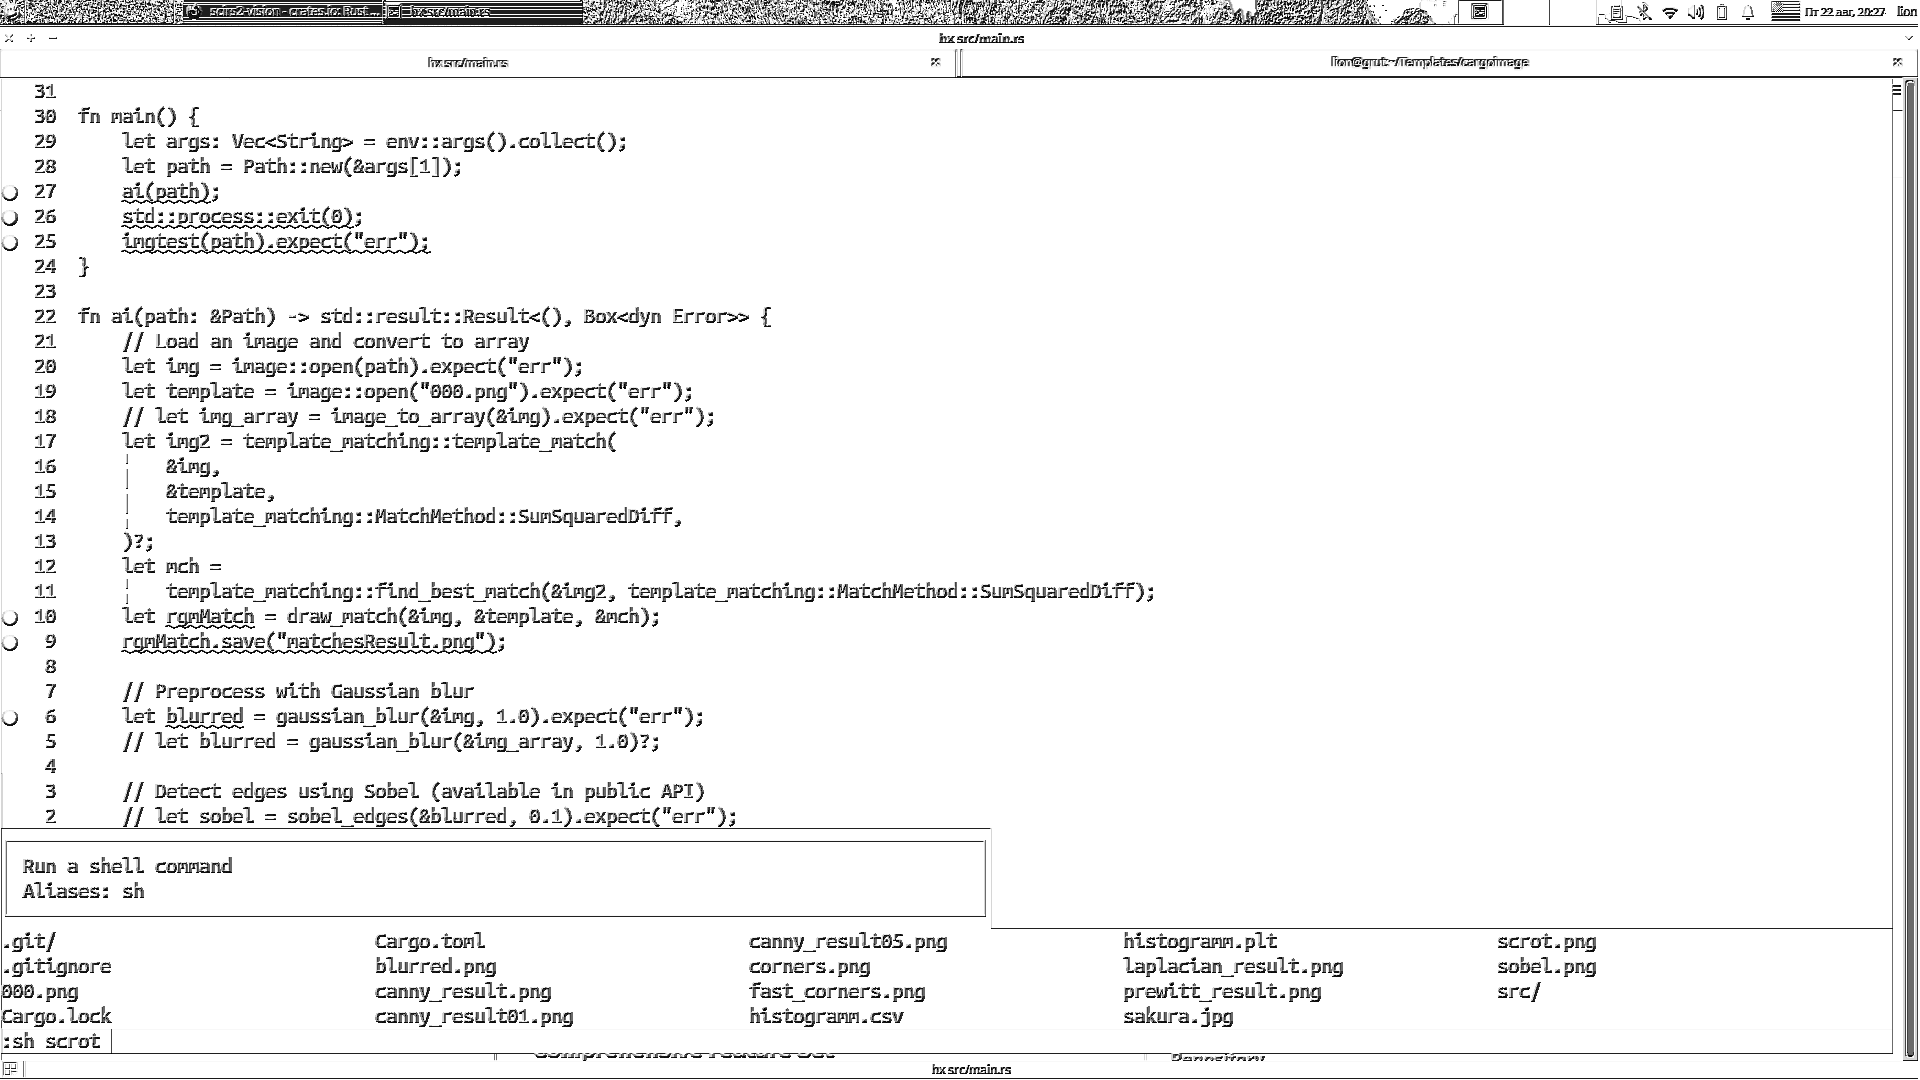 scirs2-vision - crates.io: Rust ... hx src/main.rs Пт 22 авг, 20:27 lion
hx src/main.rs
hx src/main.rs lion@grut:~/Templates/cargoimage
31
30 fn main() {
29 let args: Vec<String> = env::args().collect();
28 let path = Path::new(&args[1]);
27 ai(path);
26 std::process::exit(0);
25 imgtest(path).expect("err");
24 }
23
22 fn ai(path: &Path) -> std::result::Result<(), Box<dyn Error>> {
21 // Load an image and convert to array
20 let img = image::open(path).expect("err");
19 let template = image::open("000.png").expect("err");
18 // let img_array = image_to_array(&img).expect("err");
17 let img2 = template_matching::template_match(
16 &img,
15 &template,
14 template_matching::MatchMethod::SumSquaredDiff,
13 )?;
12 let mch =
11 template_matching::find_best_match(&img2, template_matching::MatchMethod::SumSquaredDiff);
10 let rgmMatch = draw_match(&img, &template, &mch);
9 rgmMatch.save("matchesResult.png");
8
7 // Preprocess with Gaussian blur
6 let blurred = gaussian_blur(&img, 1.0).expect("err");
5 // let blurred = gaussian_blur(&img_array, 1.0)?;
4
3 // Detect edges using Sobel (available in public API)
2 // let sobel = sobel_edges(&blurred, 0.1).expect("err");
Run a shell command
Aliases: sh
.git/ Cargo.toml canny_result05.png histogramm.plt scrot.png
.gitignore blurred.png corners.png laplacian_result.png sobel.png
000.png canny_result.png fast_corners.png prewitt_result.png src/
Cargo.lock canny_result01.png histogramm.csv sakura.jpg
:sh scrot
Comprehensive Feature Set Repository
hx src/main.rs